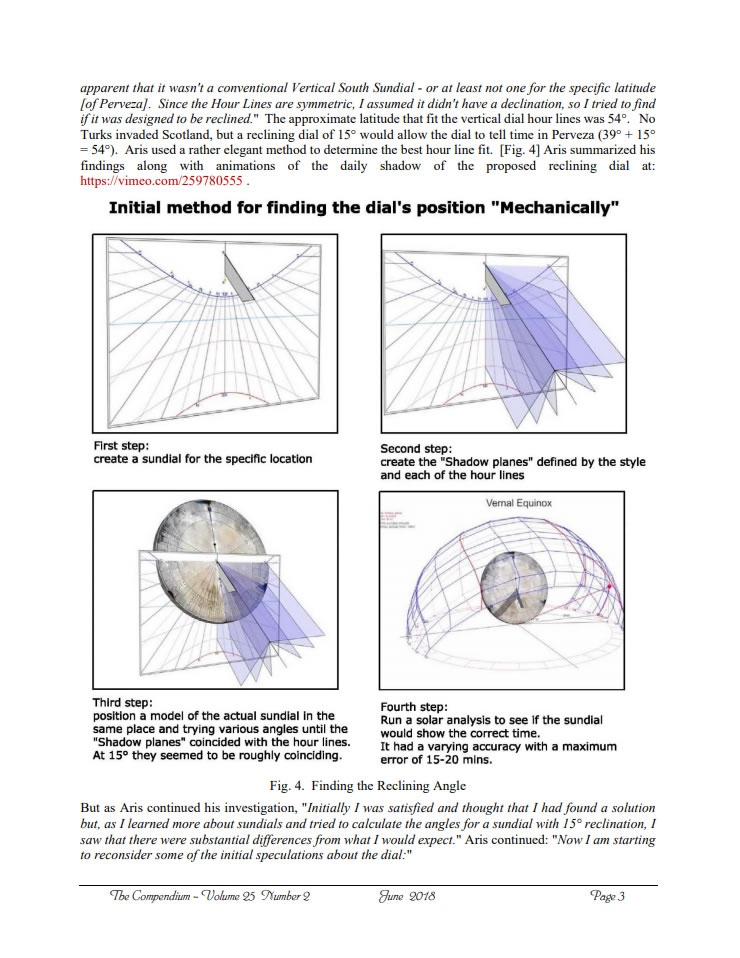 apparent that it wasn't a conventional Vertical South Sundial - or at least not one for the specific latitude
[of Perveza].  Since the Hour Lines are symmetric, I assumed it didn't have a declination, so I tried to find
if it was designed to be reclined."  The approximate latitude that fit the vertical dial hour lines was 54°.  No
Turks invaded Scotland, but a reclining dial of 15° would allow the dial to tell time in Perveza (39° + 15°
= 54°).  Aris used a rather elegant method to determine the best hour line fit.  [Fig. 4] Aris summarized his
findings along with animations of the daily shadow of the proposed reclining dial at:
https://vimeo.com/259780555 .
Initial method for finding the dial's position "Mechanically"
First step:
create a sundial for the specific location
Second step:
create the "Shadow planes" defined by the style
and each of the hour lines
Vernal Equinox
Third step:
position a model of the actual sundial in the
same place and trying various angles until the
"Shadow planes" coincided with the hour lines.
At 15° they seemed to be roughly coinciding.
Fourth step:
Run a solar analysis to see if the sundial
would show the correct time.
It had a varying accuracy with a maximum
error of 15-20 mins.
Fig. 4.  Finding the Reclining Angle
But as Aris continued his investigation, "Initially I was satisfied and thought that I had found a solution
but, as I learned more about sundials and tried to calculate the angles for a sundial with 15° reclination, I
saw that there were substantial differences from what I would expect." Aris continued: "Now I am starting
to reconsider some of the initial speculations about the dial:"
The Compendium - Volume 25 Number 2 June 2018 Page 3